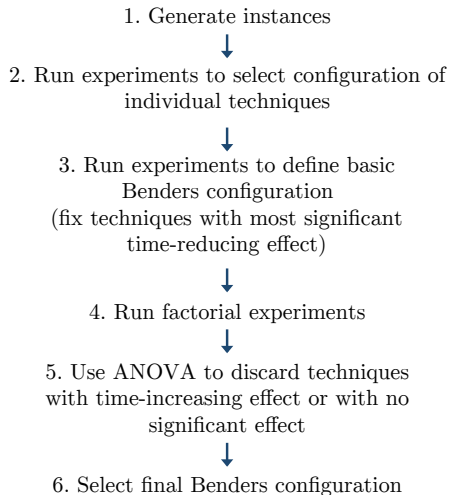 1. Generate instances
2. Run experiments to select configuration of
individual techniques
3. Run experiments to define basic
Benders configuration
(fix techniques with most significant
time-reducing effect)
4. Run factorial experiments
5. Use ANOVA to discard techniques
with time-increasing effect or with no
significant effect
6. Select final Benders configuration